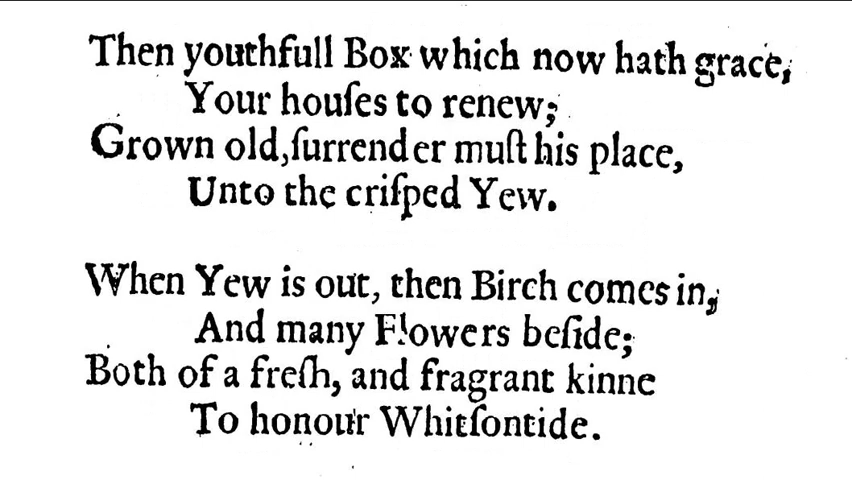 Then youthfull Box which now hath grace,
Your houſes to renew;
Grown old, ſurrender muſt his place,
Unto the criſped Yew.
When Yew is out, then Birch comes in,
And many Flowers beſide;
Both of a freſh, and fragrant kinne
To honour Whitſontide.